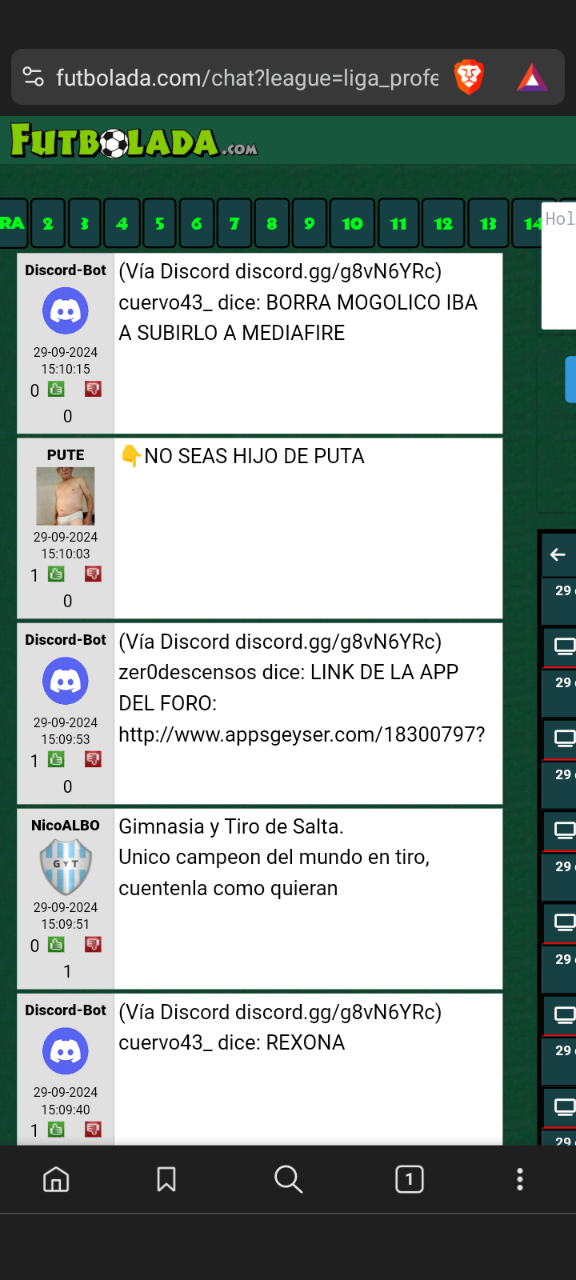 futbolada.com/chat?league=liga_profe
FUTBOLADA.COM
RA 2 3 4 5 6 7 8 9 10 11 12 13 14
Hol
Discord-Bot
29-09-2024
15:10:15
0
0
(Vía Discord discord.gg/g8vN6YRc)
cuervo43_ dice: BORRA MOGOLICO IBA
A SUBIRLO A MEDIAFIRE
PUTE
29-09-2024
15:10:03
1
0
👇NO SEAS HIJO DE PUTA
Discord-Bot
29-09-2024
15:09:53
1
0
(Vía Discord discord.gg/g8vN6YRc)
zer0descensos dice: LINK DE LA APP
DEL FORO:
http://www.appsgeyser.com/18300797?
NicoALBO
G Y T
29-09-2024
15:09:51
0
1
Gimnasia y Tiro de Salta.
Unico campeon del mundo en tiro,
cuentenla como quieran
Discord-Bot
29-09-2024
15:09:40
1
(Vía Discord discord.gg/g8vN6YRc)
cuervo43_ dice: REXONA
29
29
29
29
29
29
29
1